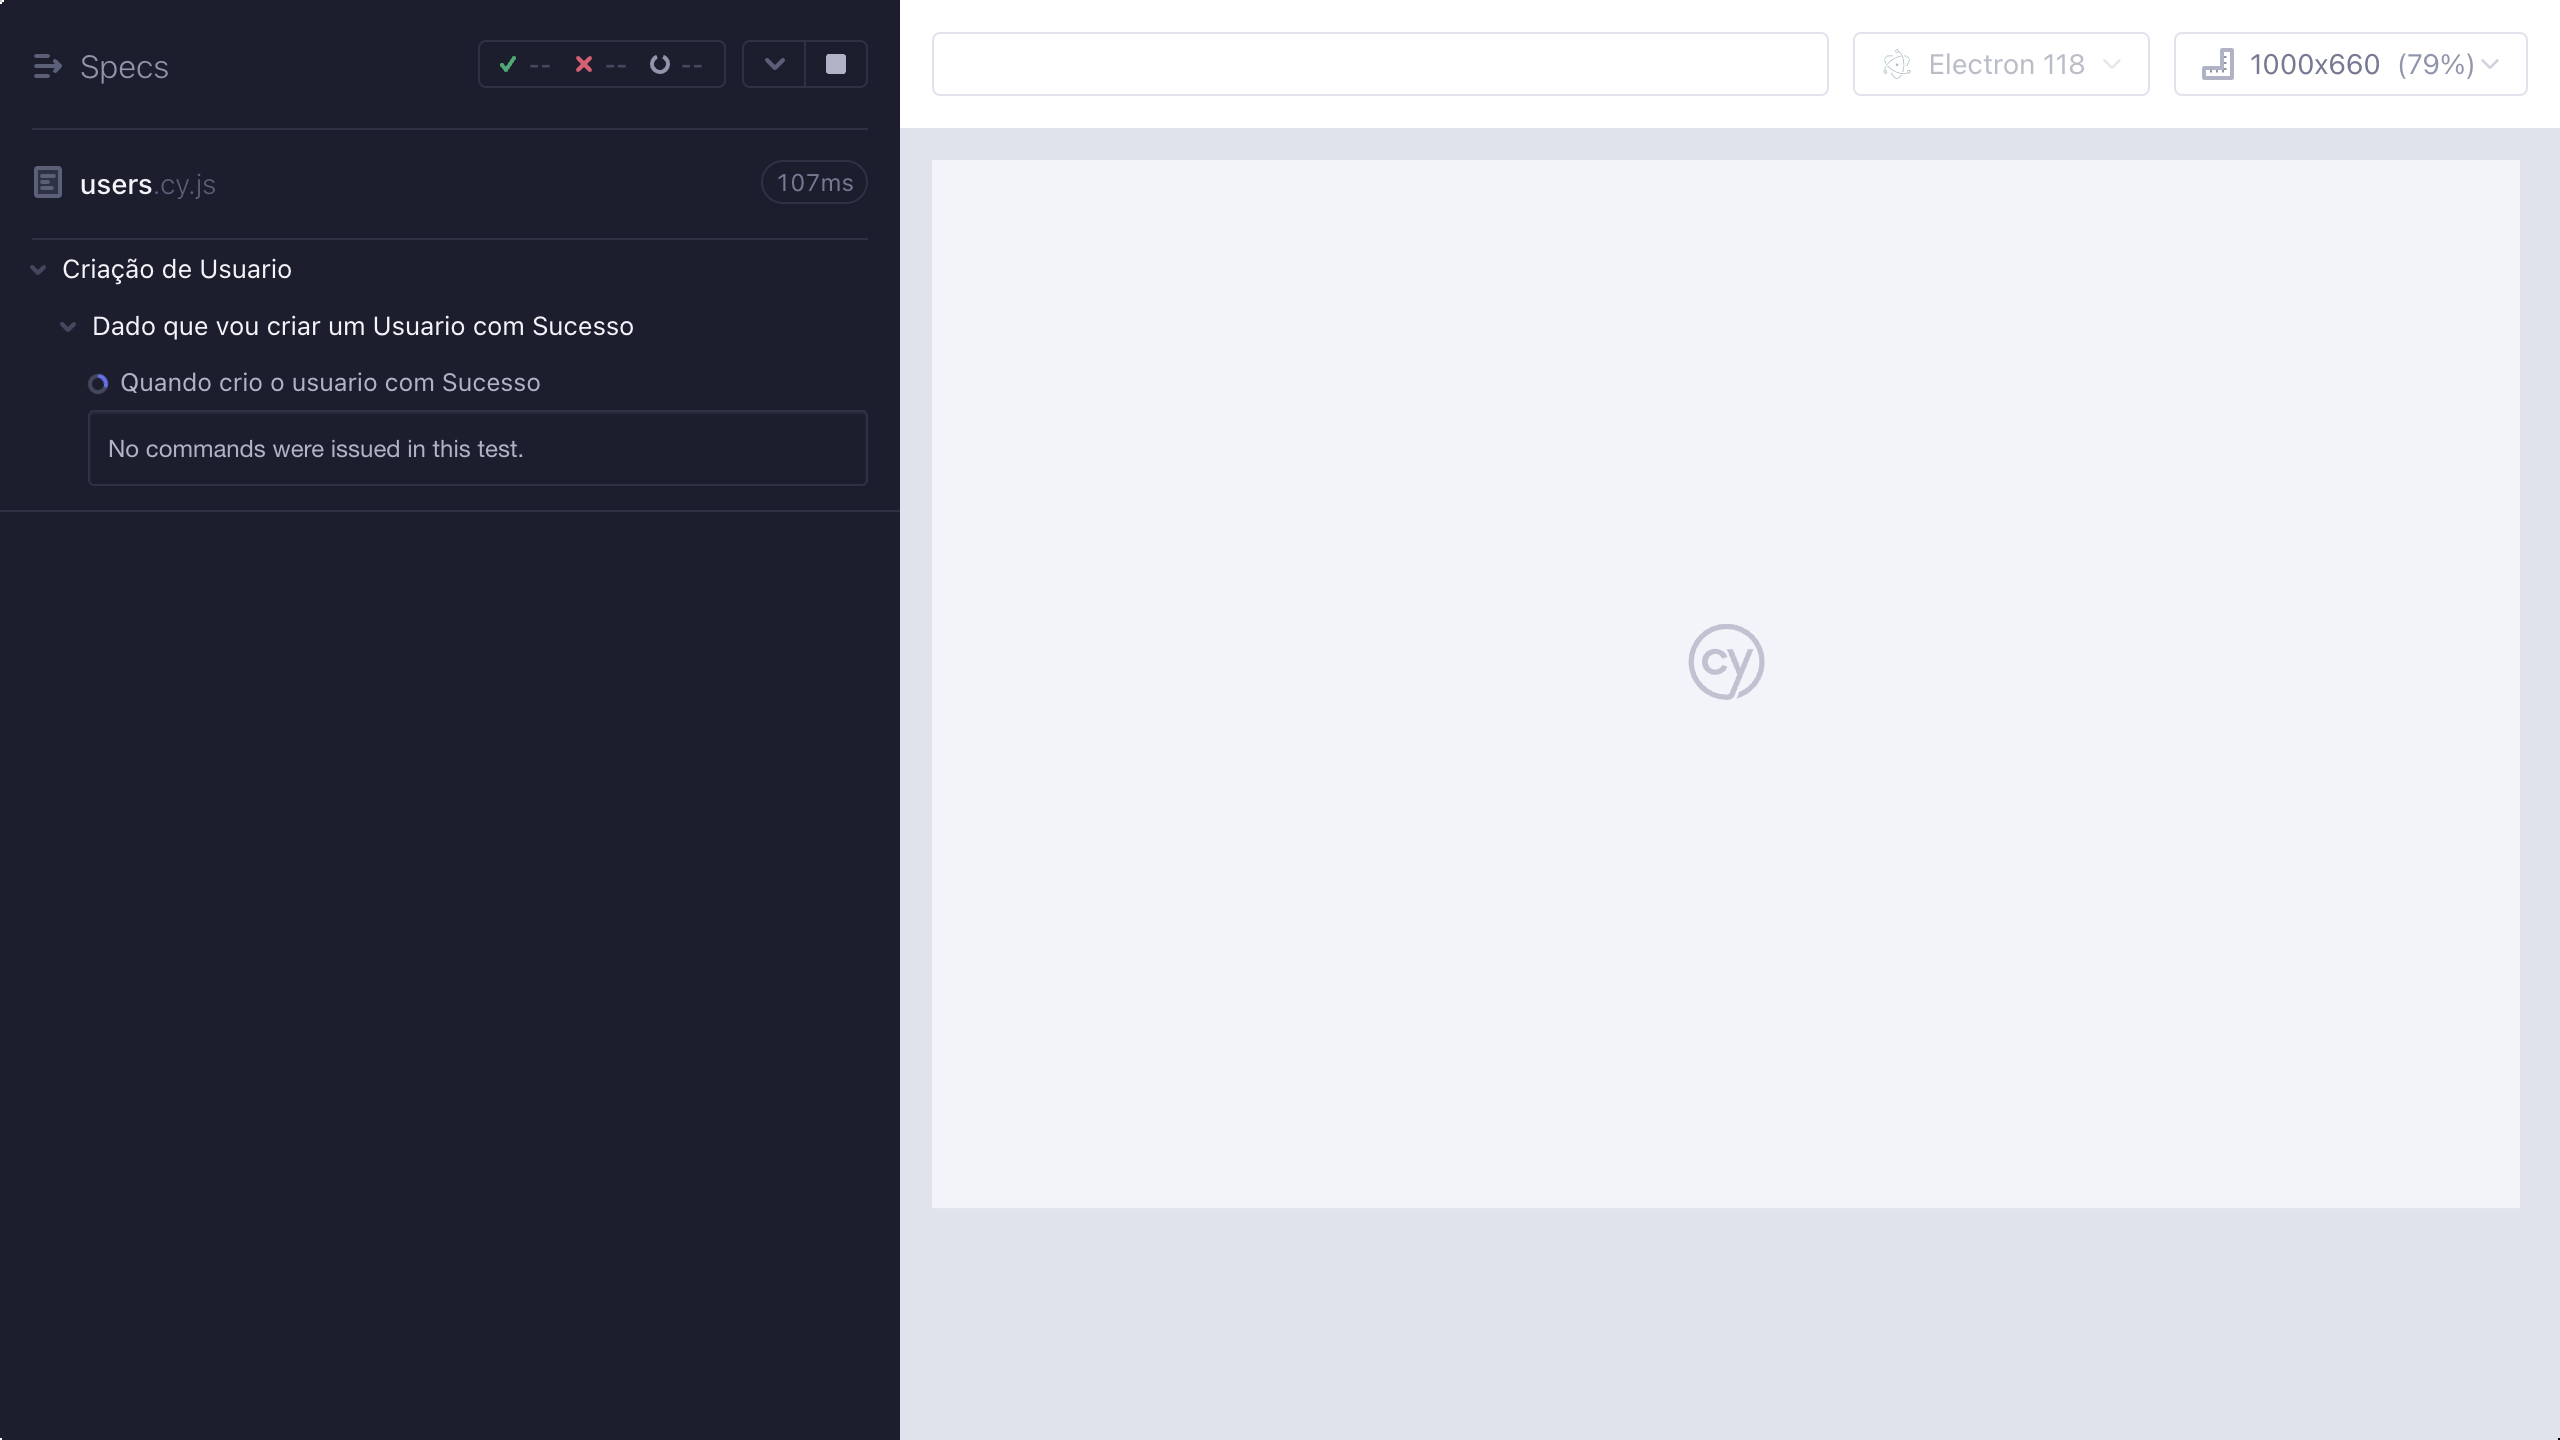 Specs
-- -- --
users.cy.js
107ms
Criação de Usuario
Dado que vou criar um Usuario com Sucesso
Quando crio o usuario com Sucesso
No commands were issued in this test.
Electron 118
1000x660 (79%)
cy